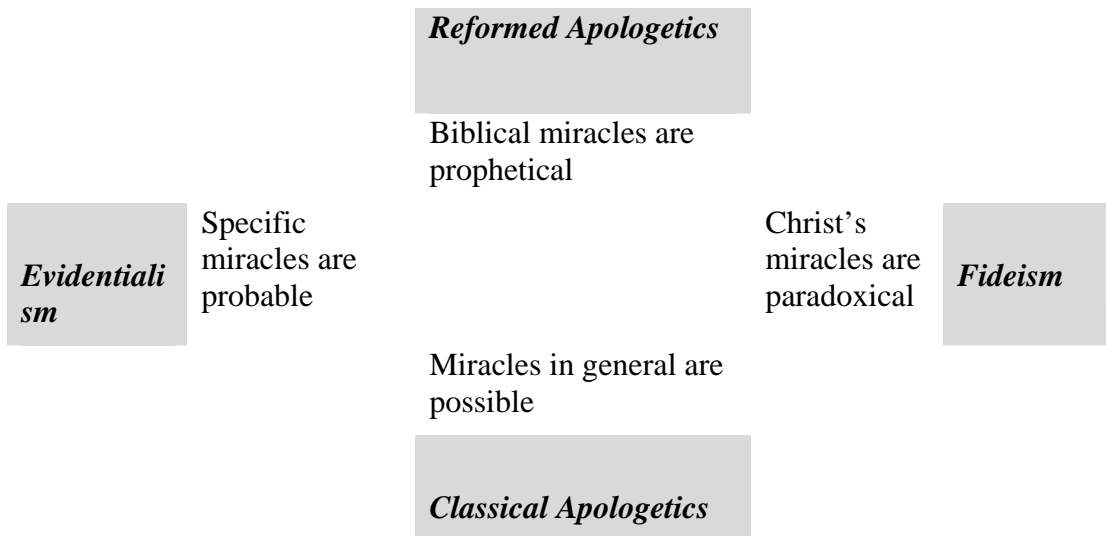 Reformed Apologetics
Biblical miracles are
prophetical
Evidentiali
sm
Specific
miracles are
probable
Christ’s
miracles are
paradoxical
Fideism
Miracles in general are
possible
Classical Apologetics